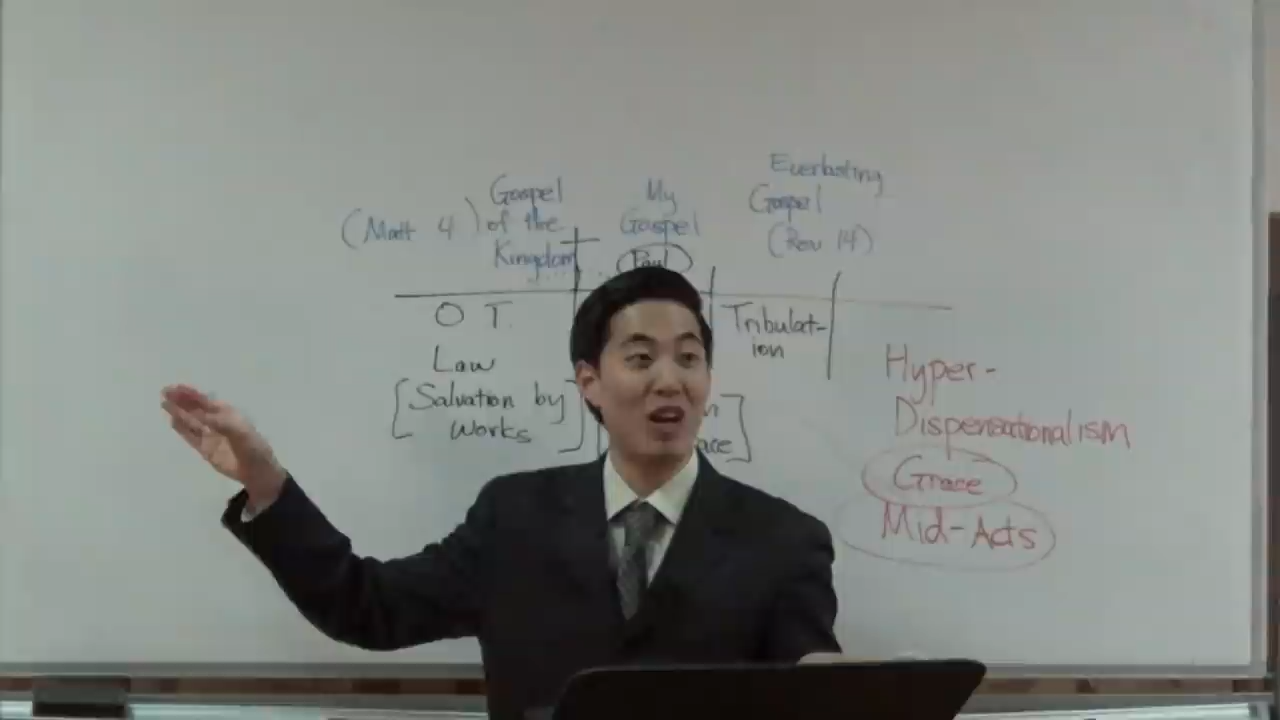 Everlasting
Gospel
(Rev 14)
Gospel
(Matt 4) of the
Kingdom
My
Gospel
Paul
O T.
Law
[Salvation by
Works]
Tribulat-
ion
Hyper-
Dispensationalism
Grace
Mid-Acts